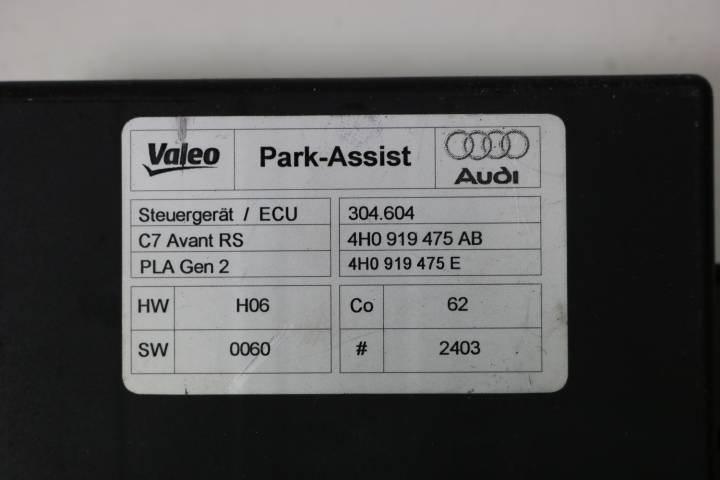 Valeo Park-Assist Audi
Steuergerät / ECU 304.604
C7 Avant RS 4H0 919 475 AB
PLA Gen 2 4H0 919 475 E
HW H06 Co 62
SW 0060 # 2403